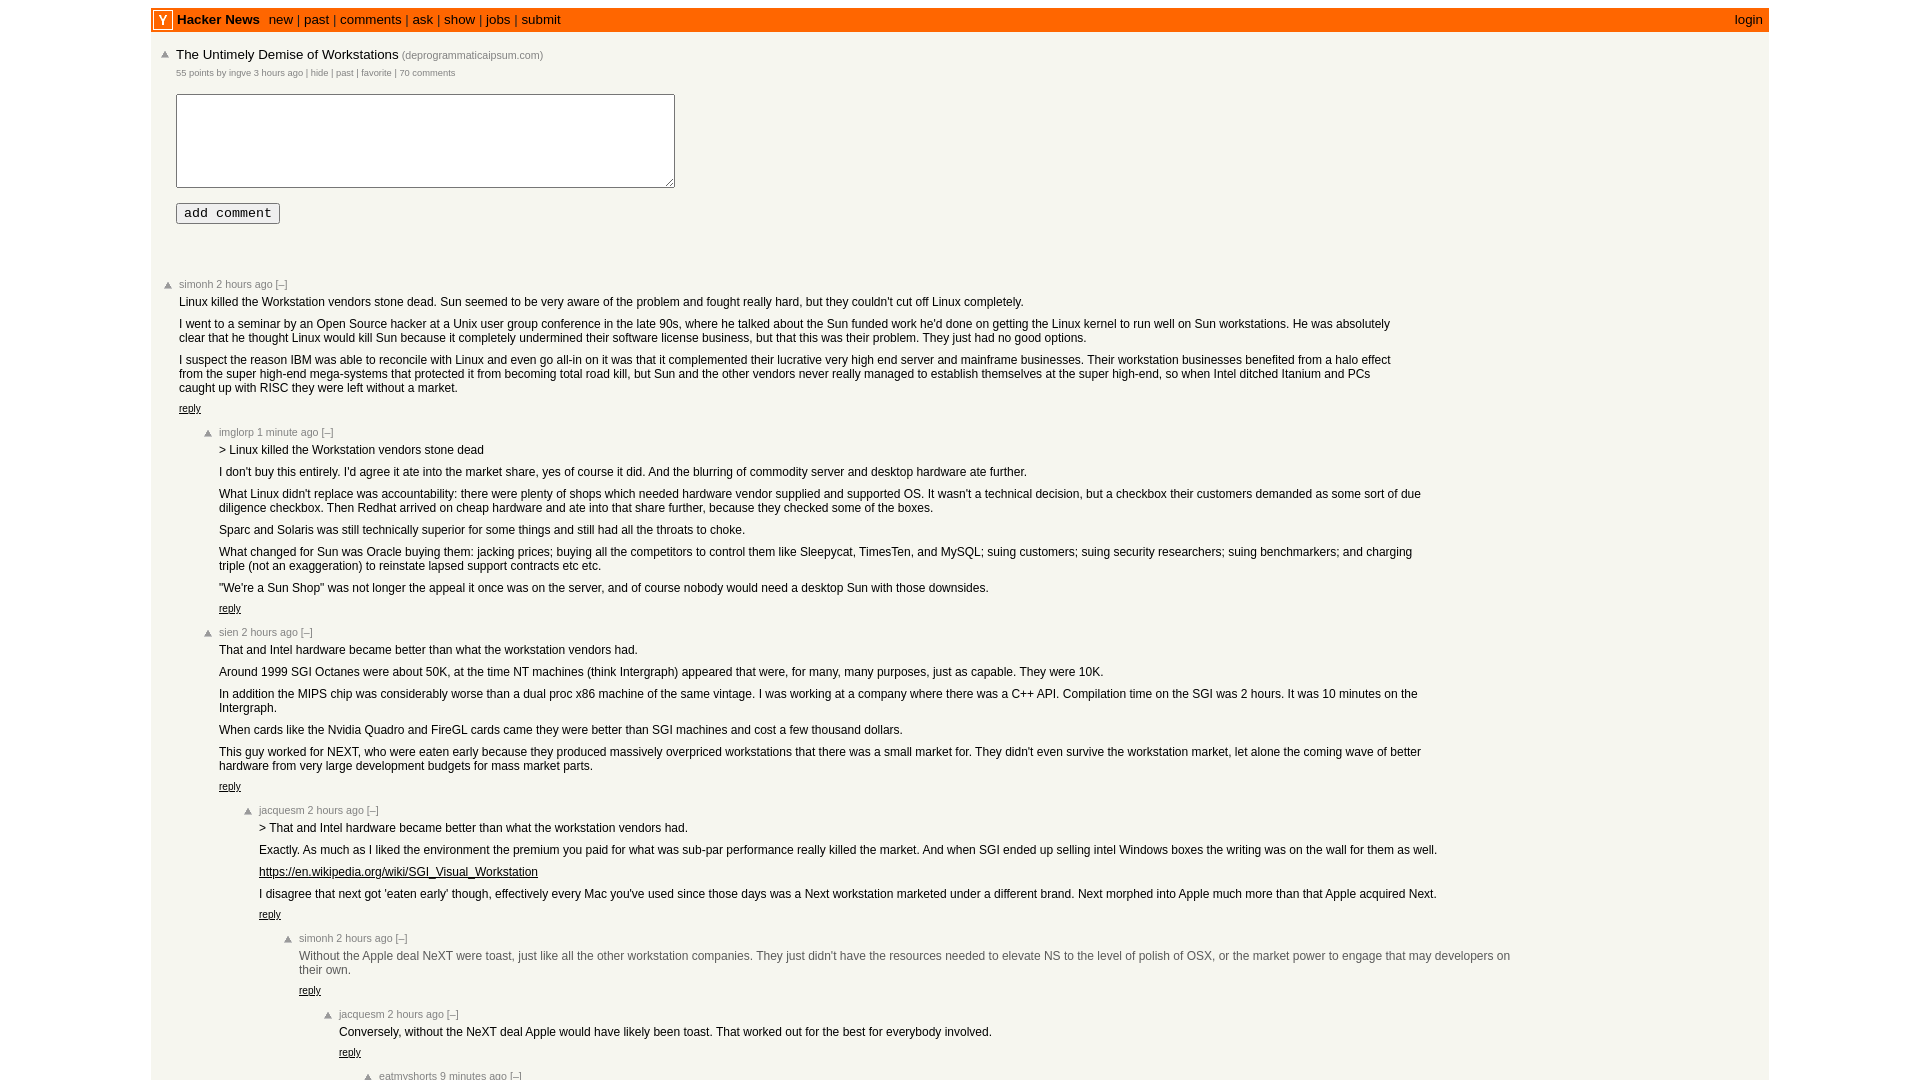 Y Hacker News new | past | comments | ask | show | jobs | submit login
The Untimely Demise of Workstations (deprogrammaticaipsum.com)
55 points by ingve 3 hours ago | hide | past | favorite | 70 comments
add comment
simonh 2 hours ago [–]
Linux killed the Workstation vendors stone dead. Sun seemed to be very aware of the problem and fought really hard, but they couldn't cut off Linux completely.
I went to a seminar by an Open Source hacker at a Unix user group conference in the late 90s, where he talked about the Sun funded work he'd done on getting the Linux kernel to run well on Sun workstations. He was absolutely
clear that he thought Linux would kill Sun because it completely undermined their software license business, but that this was their problem. They just had no good options.
I suspect the reason IBM was able to reconcile with Linux and even go all-in on it was that it complemented their lucrative very high end server and mainframe businesses. Their workstation businesses benefited from a halo effect
from the super high-end mega-systems that protected it from becoming total road kill, but Sun and the other vendors never really managed to establish themselves at the super high-end, so when Intel ditched Itanium and PCs
caught up with RISC they were left without a market.
reply
imglorp 1 minute ago [–]
> Linux killed the Workstation vendors stone dead
I don't buy this entirely. I'd agree it ate into the market share, yes of course it did. And the blurring of commodity server and desktop hardware ate further.
What Linux didn't replace was accountability: there were plenty of shops which needed hardware vendor supplied and supported OS. It wasn't a technical decision, but a checkbox their customers demanded as some sort of due
diligence checkbox. Then Redhat arrived on cheap hardware and ate into that share further, because they checked some of the boxes.
Sparc and Solaris was still technically superior for some things and still had all the throats to choke.
What changed for Sun was Oracle buying them: jacking prices; buying all the competitors to control them like Sleepycat, TimesTen, and MySQL; suing customers; suing security researchers; suing benchmarkers; and charging
triple (not an exaggeration) to reinstate lapsed support contracts etc etc.
"We're a Sun Shop" was not longer the appeal it once was on the server, and of course nobody would need a desktop Sun with those downsides.
reply
sien 2 hours ago [–]
That and Intel hardware became better than what the workstation vendors had.
Around 1999 SGI Octanes were about 50K, at the time NT machines (think Intergraph) appeared that were, for many, many purposes, just as capable. They were 10K.
In addition the MIPS chip was considerably worse than a dual proc x86 machine of the same vintage. I was working at a company where there was a C++ API. Compilation time on the SGI was 2 hours. It was 10 minutes on the
Intergraph.
When cards like the Nvidia Quadro and FireGL cards came they were better than SGI machines and cost a few thousand dollars.
This guy worked for NEXT, who were eaten early because they produced massively overpriced workstations that there was a small market for. They didn't even survive the workstation market, let alone the coming wave of better
hardware from very large development budgets for mass market parts.
reply
jacquesm 2 hours ago [–]
> That and Intel hardware became better than what the workstation vendors had.
Exactly. As much as I liked the environment the premium you paid for what was sub-par performance really killed the market. And when SGI ended up selling intel Windows boxes the writing was on the wall for them as well.
https://en.wikipedia.org/wiki/SGI_Visual_Workstation
I disagree that next got 'eaten early' though, effectively every Mac you've used since those days was a Next workstation marketed under a different brand. Next morphed into Apple much more than that Apple acquired Next.
reply
simonh 2 hours ago [–]
Without the Apple deal NeXT were toast, just like all the other workstation companies. They just didn't have the resources needed to elevate NS to the level of polish of OSX, or the market power to engage that may developers on
their own.
reply
jacquesm 2 hours ago [–]
Conversely, without the NeXT deal Apple would have likely been toast. That worked out for the best for everybody involved.
reply
eatmyshorts 9 minutes ago [–]